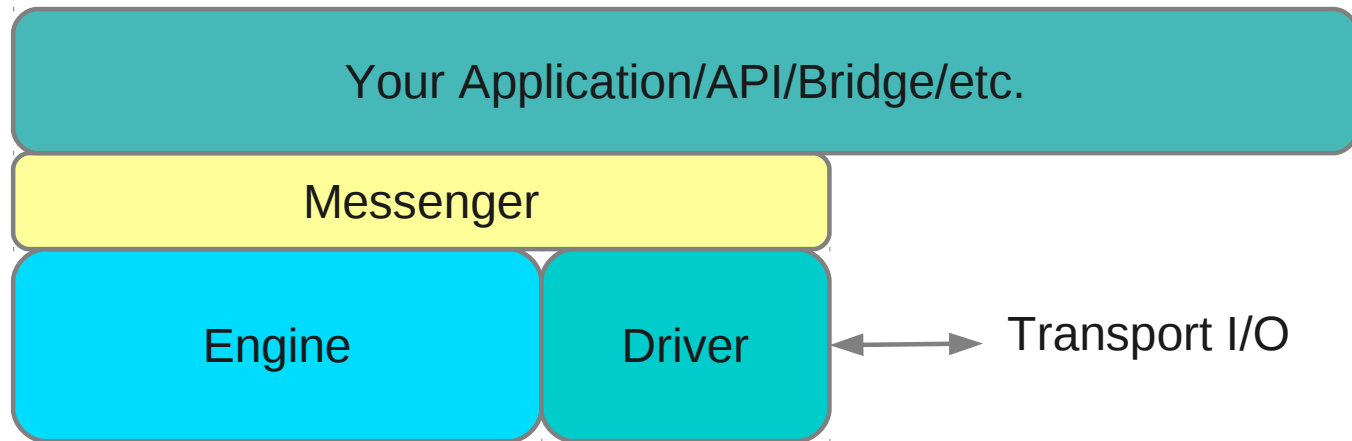 Your Application/API/Bridge/etc.
Messenger
Engine
Driver
Transport I/O